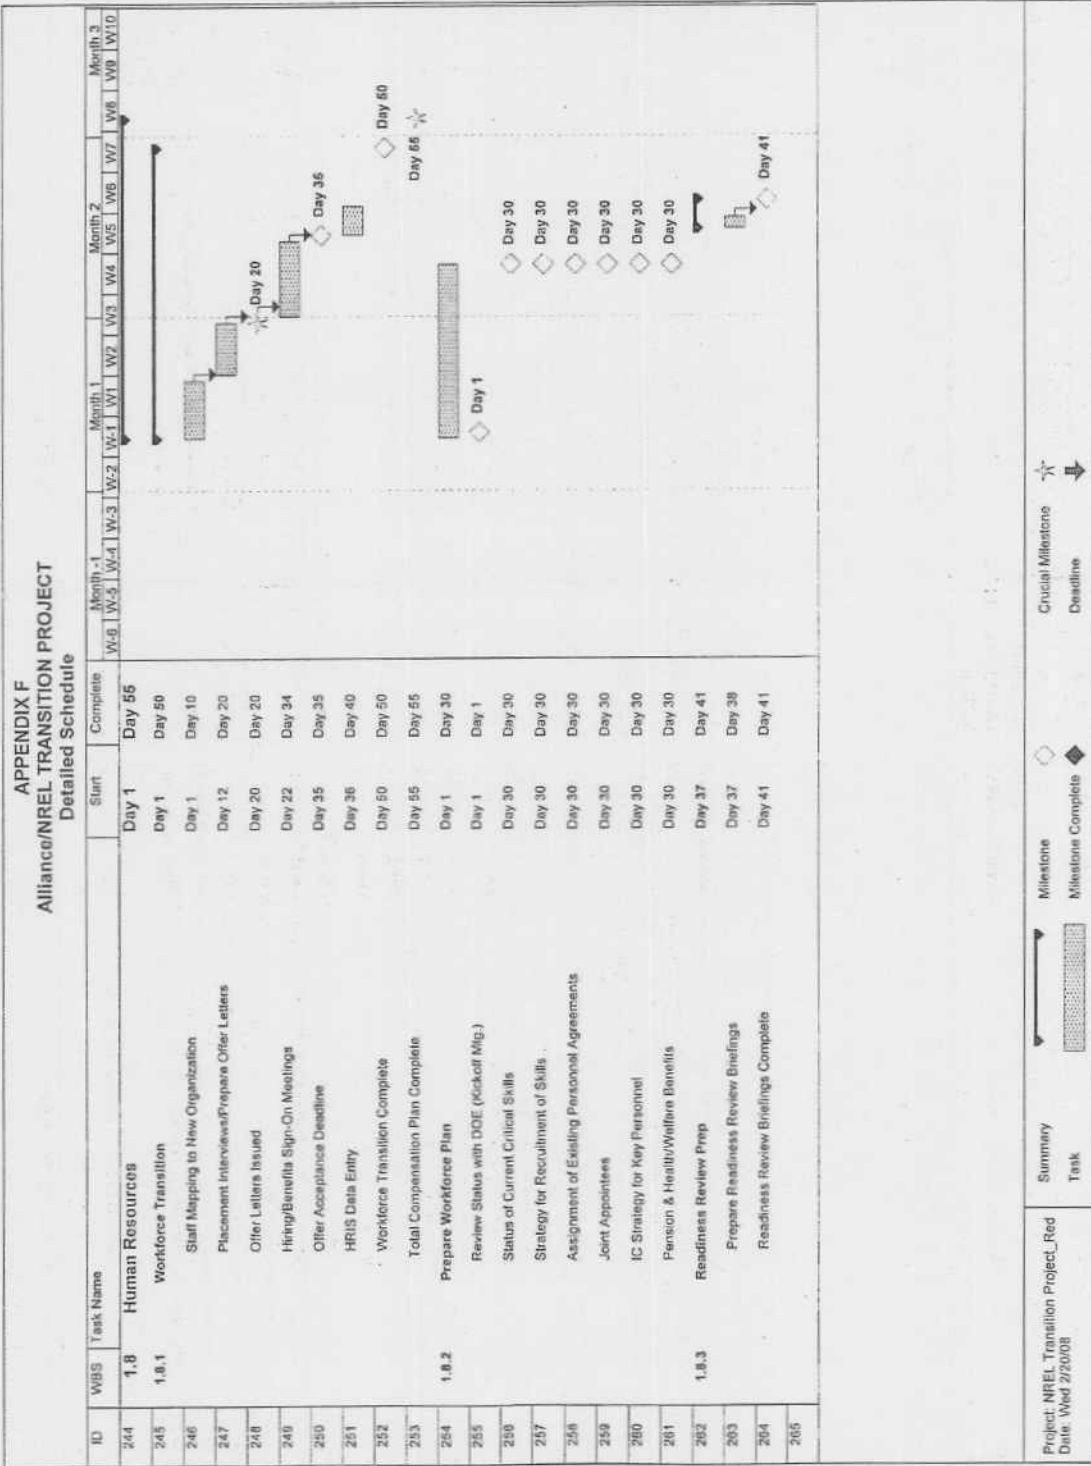 APPENDIX F
Alliance/NREL TRANSITION PROJECT
Detailed Schedule
ID WBS Task Name Start Complete Month -1 Month 1 Month 2 Month 3
W-6 W-5 W-4 W-3 W-2 W-1 W1 W2 W3 W4 W5 W6 W7 W8 W9 W10
244 1.8 Human Resources Day 1 Day 55
245 1.8.1 Workforce Transition Day 1 Day 50
246 Staff Mapping to New Organization Day 1 Day 10
247 Placement Interviews/Prepare Offer Letters Day 12 Day 20
248 Offer Letters Issued Day 20 Day 20 Day 20
249 Hiring/Benefits Sign-On Meetings Day 22 Day 34
250 Offer Acceptance Deadline Day 35 Day 35 Day 35
251 HRIS Data Entry Day 36 Day 40
252 Workforce Transition Complete Day 50 Day 50 Day 50
253 Total Compensation Plan Complete Day 55 Day 55 Day 55
254 1.8.2 Prepare Workforce Plan Day 1 Day 30
255 Review Status with DOE (Kickoff Mtg.) Day 1 Day 1 Day 1
256 Status of Current Critical Skills Day 30 Day 30 Day 30
257 Strategy for Recruitment of Skills Day 30 Day 30 Day 30
258 Assignment of Existing Personnel Agreements Day 30 Day 30 Day 30
259 Joint Appointees Day 30 Day 30 Day 30
260 IC Strategy for Key Personnel Day 30 Day 30 Day 30
261 Pension & Health/Welfare Benefits Day 30 Day 30 Day 30
262 1.8.3 Readiness Review Prep Day 37 Day 41
263 Prepare Readiness Review Briefings Day 37 Day 38
264 Readiness Review Briefings Complete Day 41 Day 41 Day 41
265
Project: NREL Transition Project_Red
Date: Wed 2/20/08
Summary Milestone Crucial Milestone
Task Milestone Complete Deadline